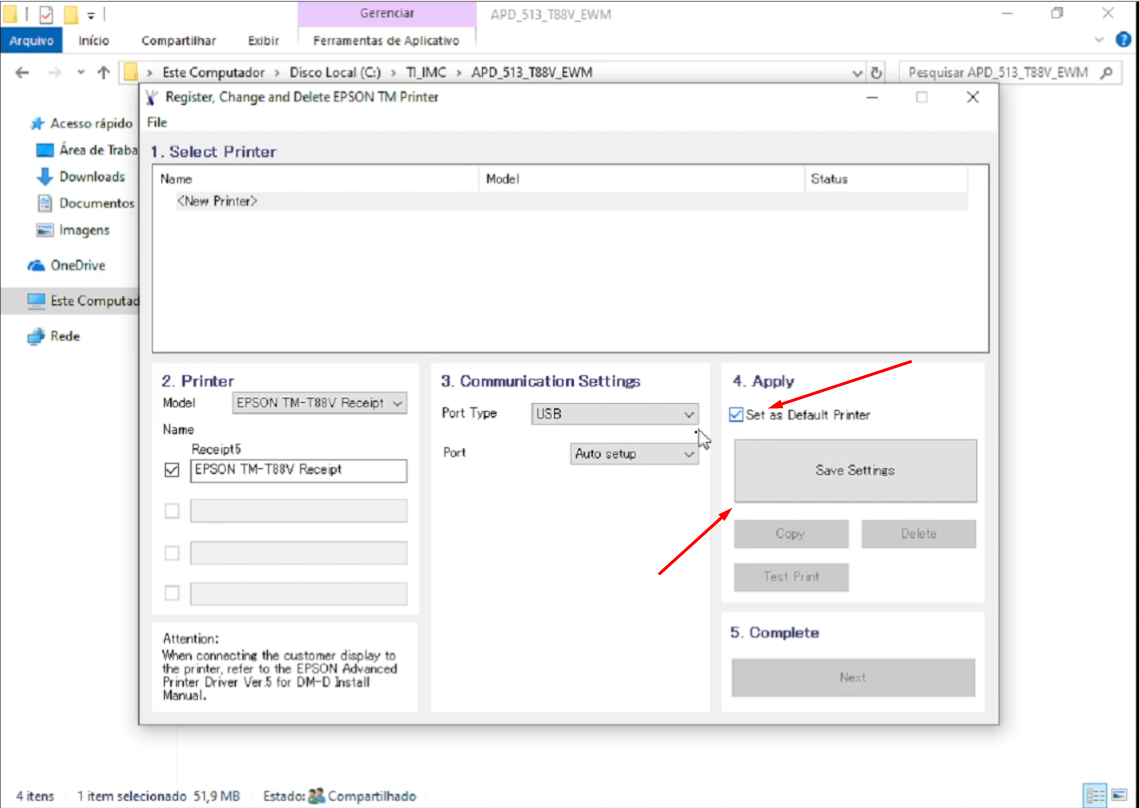 Gerenciar
APD_513_T88V_EWM
Arquivo
Início
Compartilhar
Exibir
Ferramentas de Aplicativo
Este Computador > Disco Local (C:) > TI_IMC > APD_513_T88V_EWM
Pesquisar APD_513_T88V_EWM
Register, Change and Delete EPSON TM Printer
File
Acesso rápido
Área de Traba
Downloads
Documentos
Imagens
OneDrive
Este Computad
Rede
1. Select Printer
Name
Model
Status
<New Printer>
2. Printer
Model
EPSON TM-T88V Receipt
Name
Receipt5
EPSON TM-T88V Receipt
Attention:
When connecting the customer display to
the printer, refer to the EPSON Advanced
Printer Driver Ver.5 for DM-D Install
Manual.
3. Communication Settings
Port Type
USB
Port
Auto setup
4. Apply
Set as Default Printer
Save Settings
Copy
Delete
Test Print
5. Complete
Next
4 itens
1 item selecionado 51,9 MB
Estado: Compartilhado